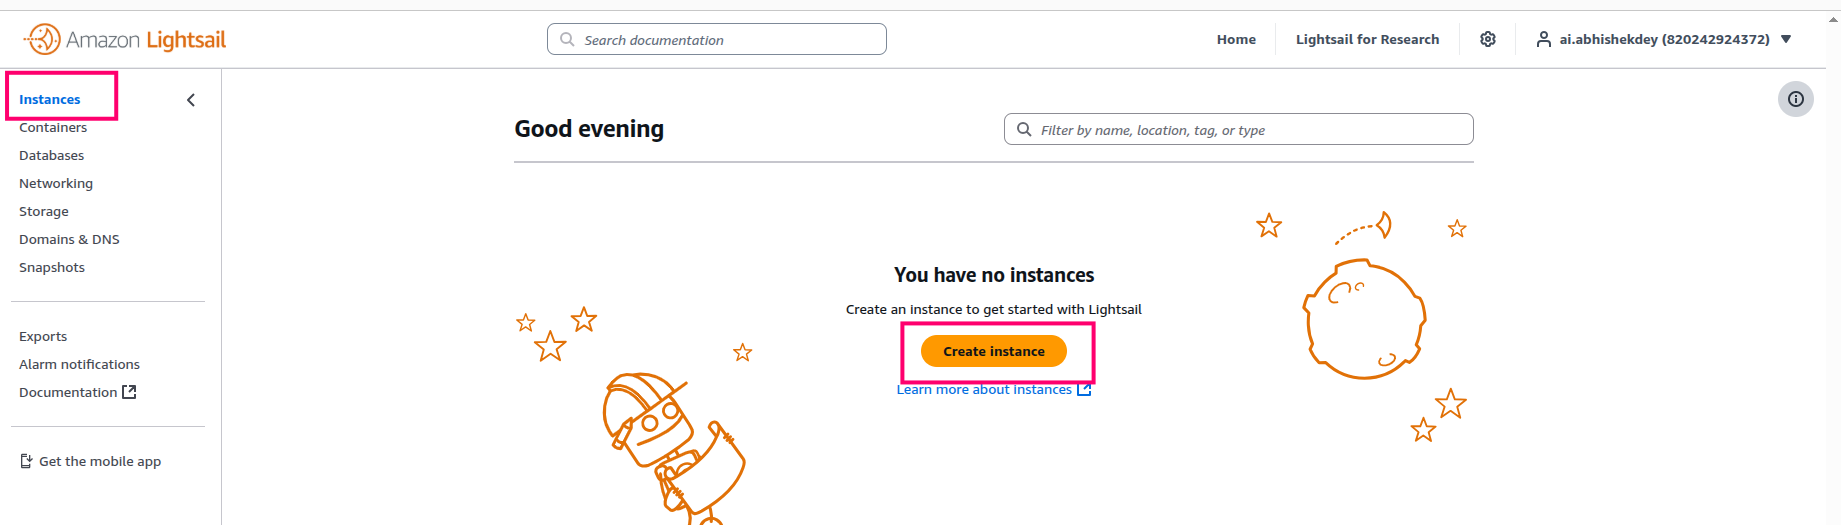 Amazon Lightsail
Search documentation
Home
Lightsail for Research
ai.abhishekdey (820242924372)
Instances
Containers
Databases
Networking
Storage
Domains & DNS
Snapshots
Exports
Alarm notifications
Documentation
Get the mobile app
Good evening
Filter by name, location, tag, or type
You have no instances
Create an instance to get started with Lightsail
Create instance
Learn more about instances